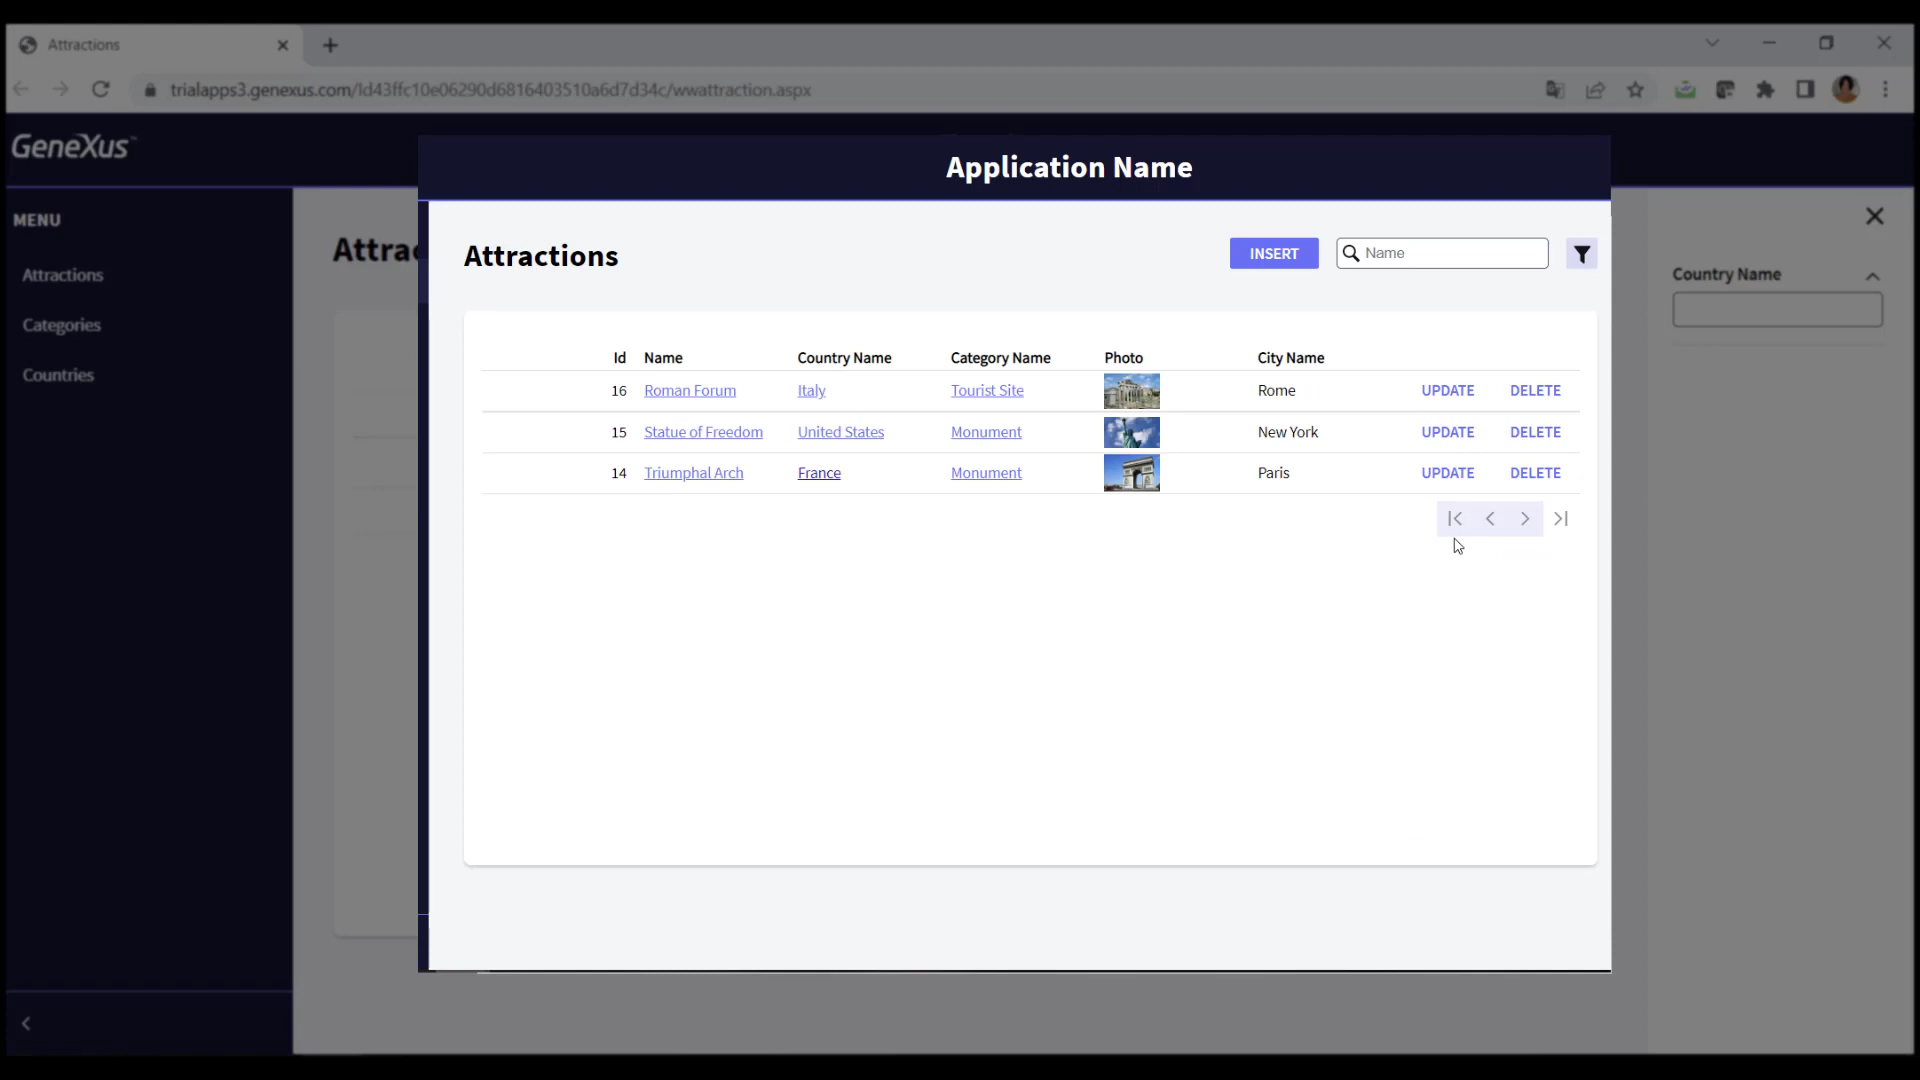 Attractions
trialapps3.genexus.com/Id43ffc10e06290d6816403510a6d7d34c/wwattraction.aspx
GeneXus™
Application Name
MENU
Attractions
Categories
Countries
Attrac
Attractions
INSERT
Name
Country Name
Id Name Country Name Category Name Photo City Name
16 Roman Forum Italy Tourist Site Rome UPDATE DELETE
15 Statue of Freedom United States Monument New York UPDATE DELETE
14 Triumphal Arch France Monument Paris UPDATE DELETE